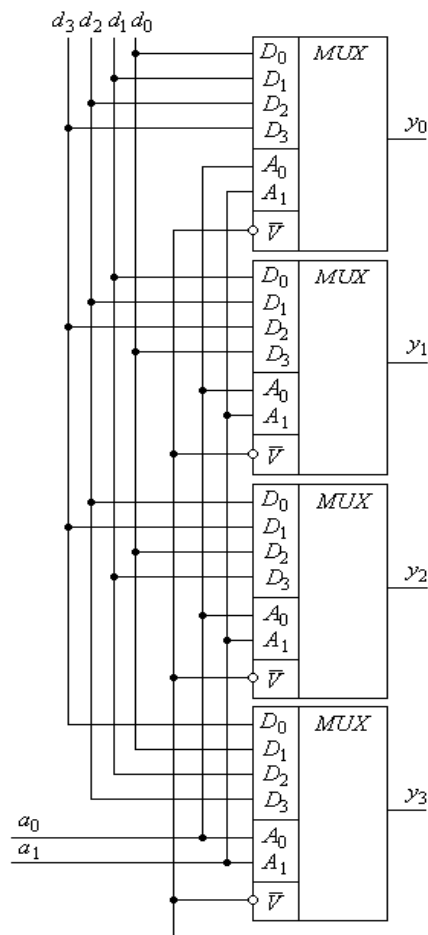 d₃ d₂ d₁ d₀
D₀ MUX
D₁
D₂
D₃
y₀
A₀
A₁
V̅
D₀ MUX
D₁
D₂
D₃
y₁
A₀
A₁
V̅
D₀ MUX
D₁
D₂
D₃
y₂
A₀
A₁
V̅
D₀ MUX
D₁
D₂
D₃
y₃
a₀
A₀
a₁
A₁
V̅